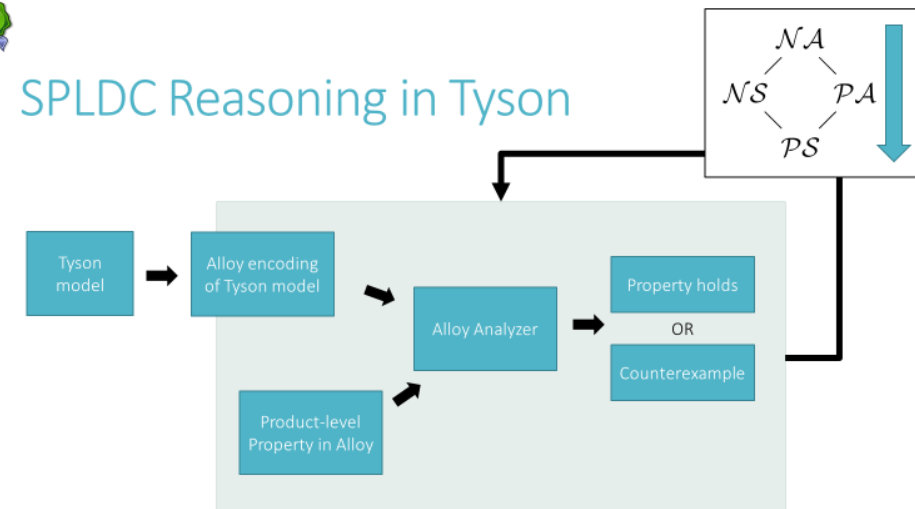 SPLDC Reasoning in Tyson
𝒩𝒜
𝒩𝒮
𝒫𝒜
𝒫𝒮
Tyson
model
Alloy encoding
of Tyson model
Alloy Analyzer
Property holds
OR
Counterexample
Product-level
Property in Alloy